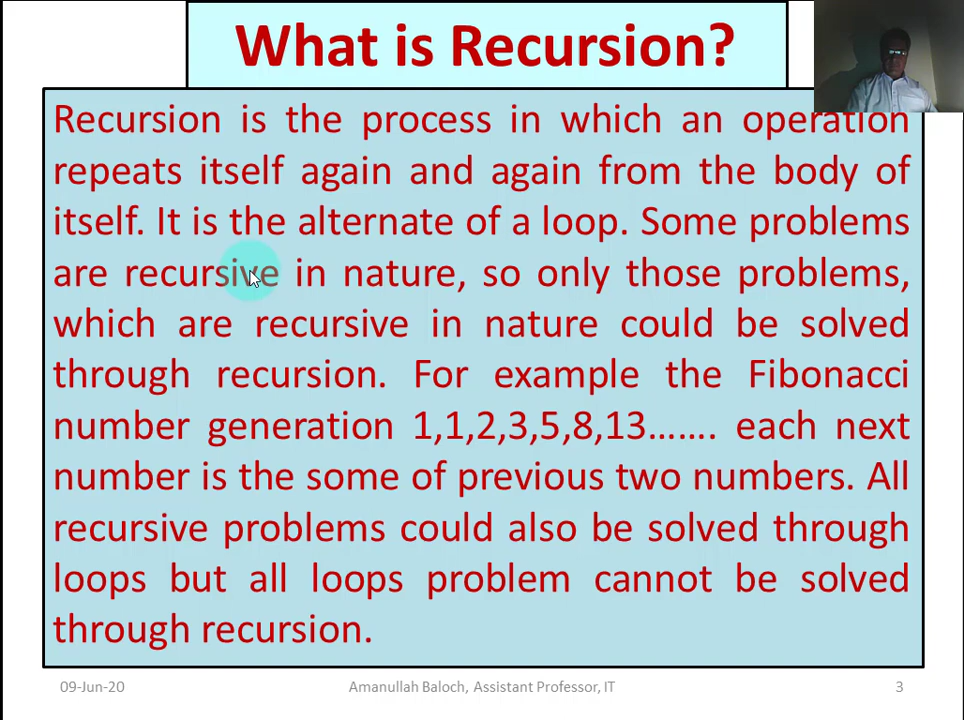 What is Recursion?
Recursion is the process in which an operation
repeats itself again and again from the body of
itself. It is the alternate of a loop. Some problems
are recursive in nature, so only those problems,
which are recursive in nature could be solved
through recursion. For example the Fibonacci
number generation 1,1,2,3,5,8,13……. each next
number is the some of previous two numbers. All
recursive problems could also be solved through
loops but all loops problem cannot be solved
through recursion.
09-Jun-20 Amanullah Baloch, Assistant Professor, IT 3